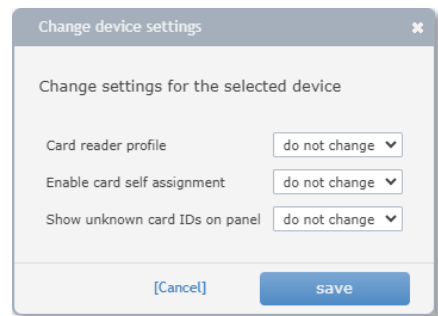 Change device settings
Change settings for the selected device
Card reader profile do not change
Enable card self assignment do not change
Show unknown card IDs on panel do not change
[Cancel] save